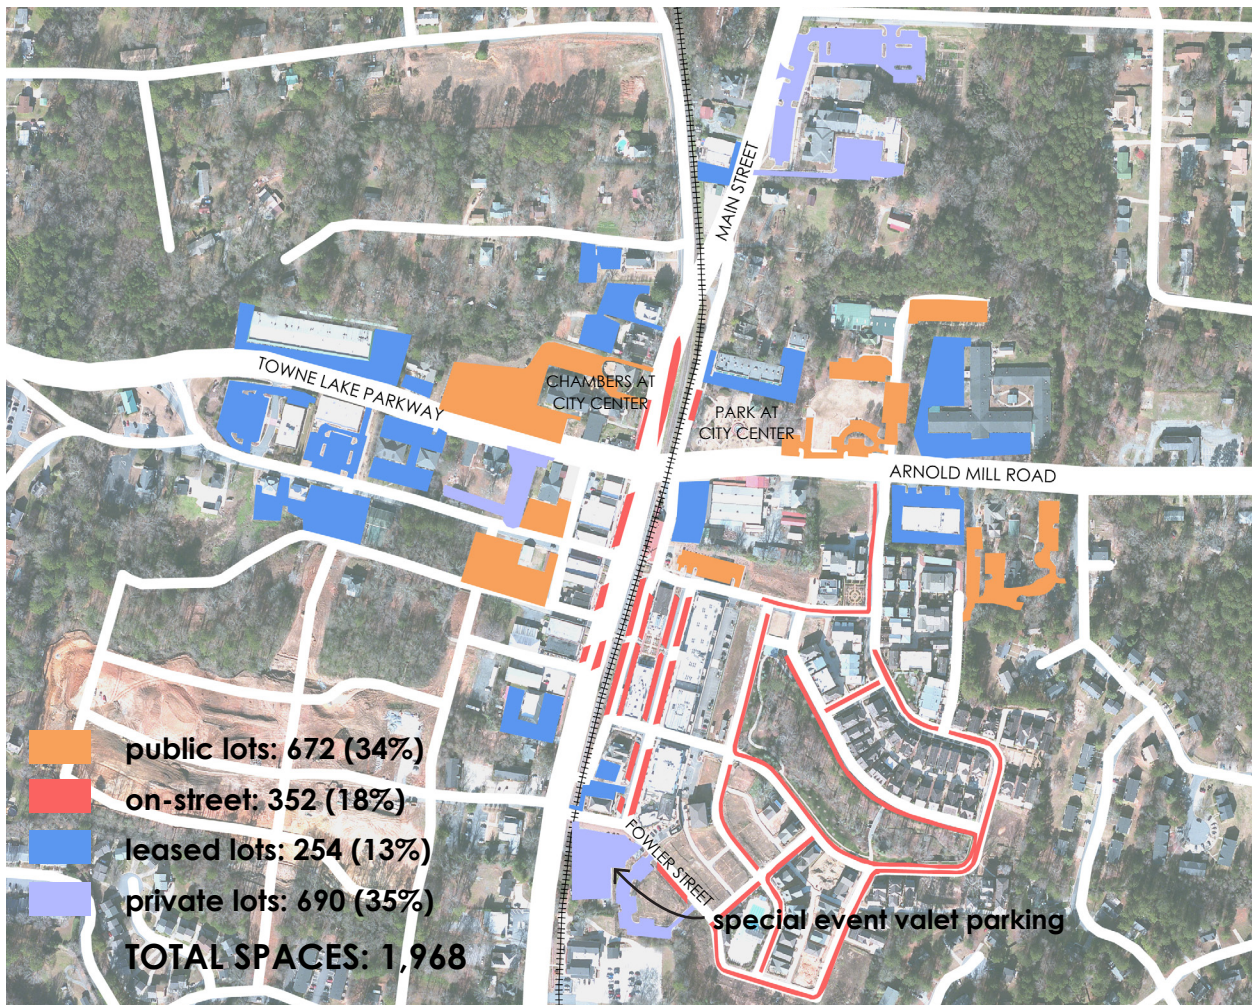 MAIN STREET
TOWNE LAKE PARKWAY
CHAMBERS AT
CITY CENTER
PARK AT
CITY CENTER
ARNOLD MILL ROAD
public lots: 672 (34%)
on-street: 352 (18%)
leased lots: 254 (13%)
private lots: 690 (35%)
TOTAL SPACES: 1,968
FOWLER STREET
special event valet parking